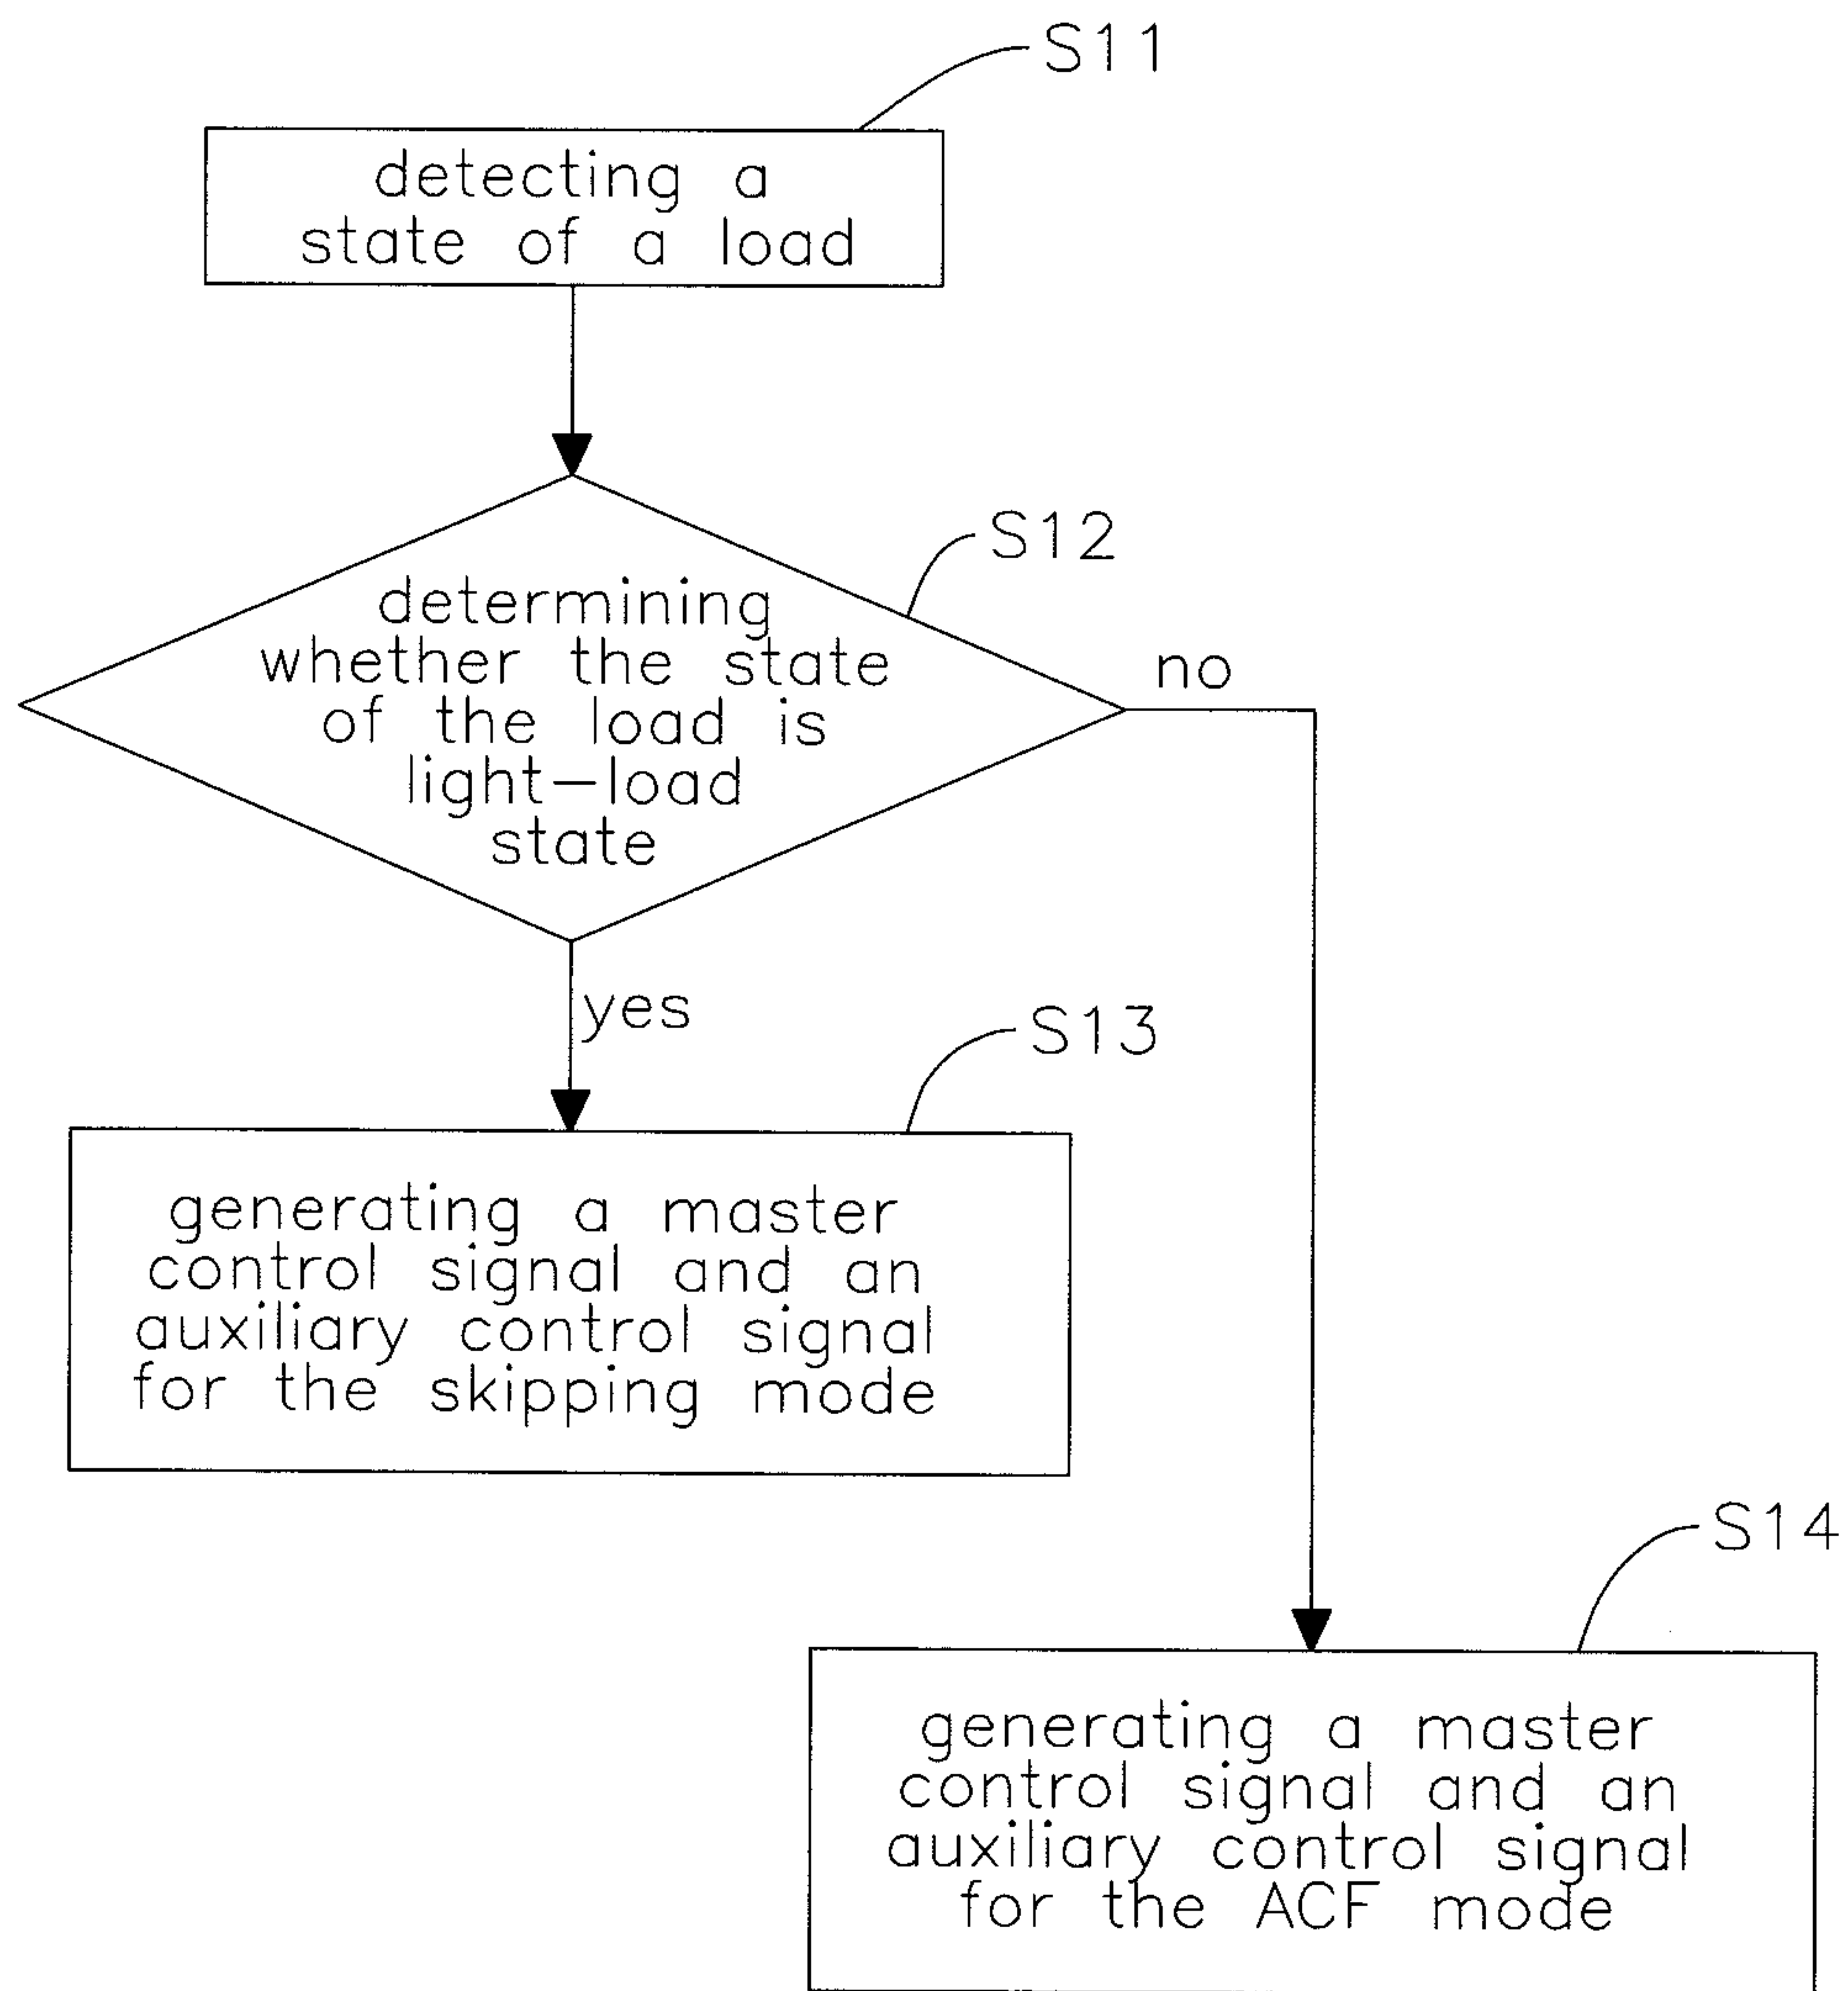 S11
detecting a
state of a load
S12
determining
whether the state
of the load is
light-load
state
no
yes
S13
generating a master
control signal and an
auxiliary control signal
for the skipping mode
S14
generating a master
control signal and an
auxiliary control signal
for the ACF mode